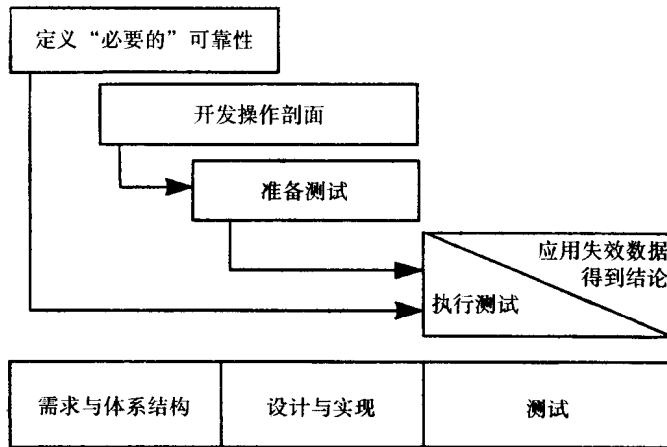 定义“必要的”可靠性
开发操作剖面
准备测试
应用失效数据
得到结论
执行测试
需求与体系结构
设计与实现
测试